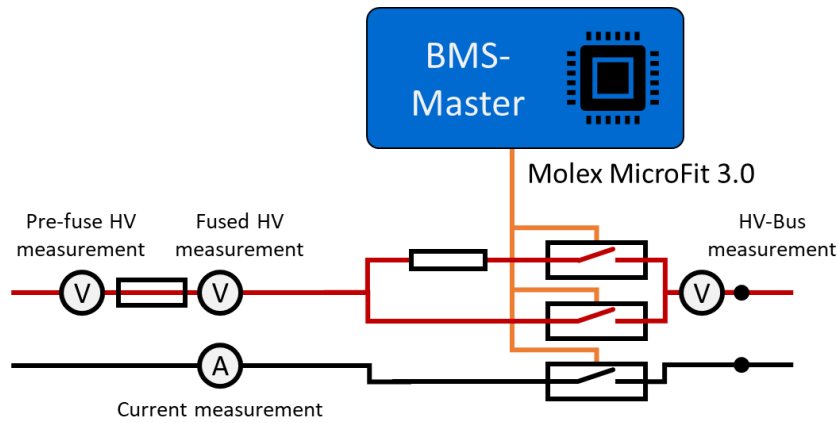 BMS-
Master
Molex MicroFit 3.0
Pre-fuse HV
measurement
Fused HV
measurement
HV-Bus
measurement
V
V
V
A
Current measurement